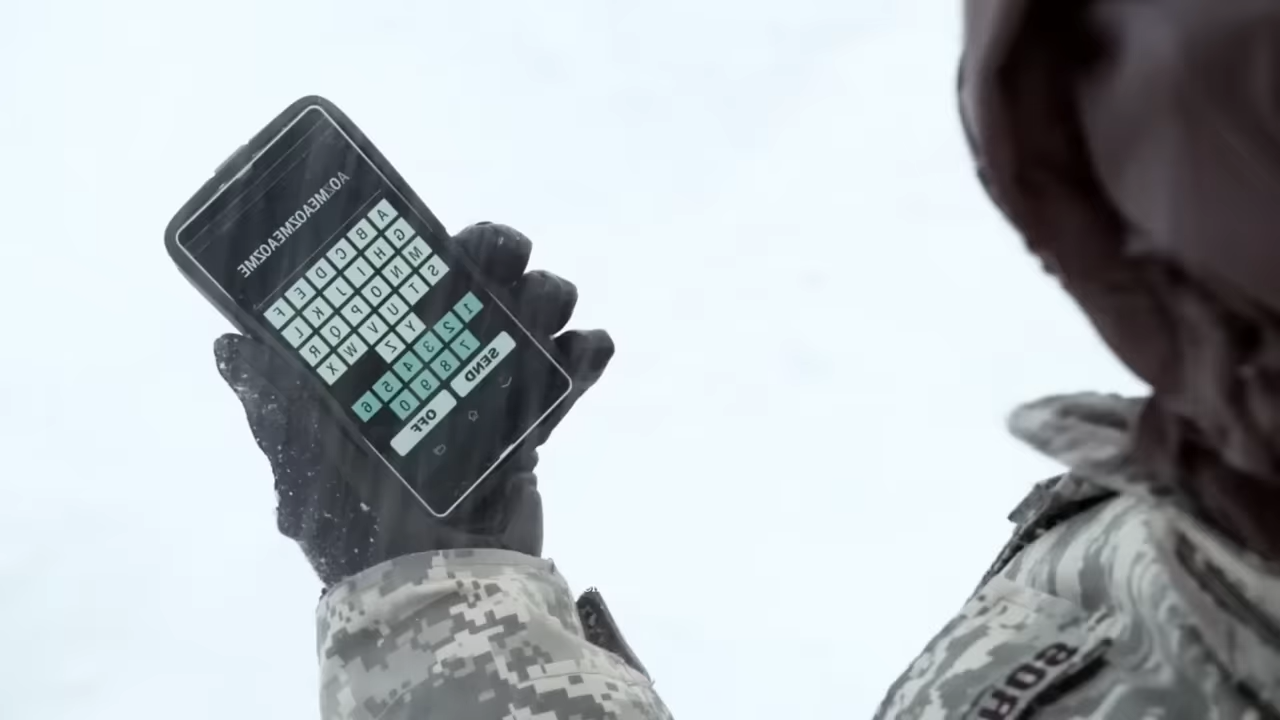 AOZMEAOZMEAOZME
A B C D E F
G H I J K L
M N O P Q R
S T U V W X
Y Z
1 2 3 4 5 6
7 8 9 0
SEND OFF